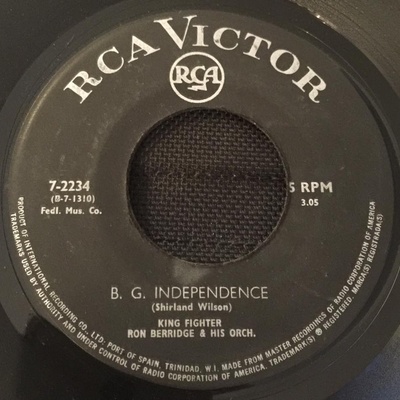 RCA VICTOR
RCA
7-2234
(B-7-1310)
Fedl. Mus. Co.
5 RPM
3.05
B. G. INDEPENDENCE
(Shirland Wilson)
KING FIGHTER
RON BERRIDGE & HIS ORCH.
PRODUCT OF INTERNATIONAL RECORDING CO., LTD. PORT OF SPAIN, TRINIDAD, W.I. MADE FROM MASTER RECORDINGS OF RADIO CORPORATION OF AMERICA
TRADEMARKS USED BY AUTHORITY AND UNDER CONTROL OF RADIO CORPORATION OF AMERICA. TRADEMARK(S) ® REGISTERED. MARCA(S) REGISTRADA(S)